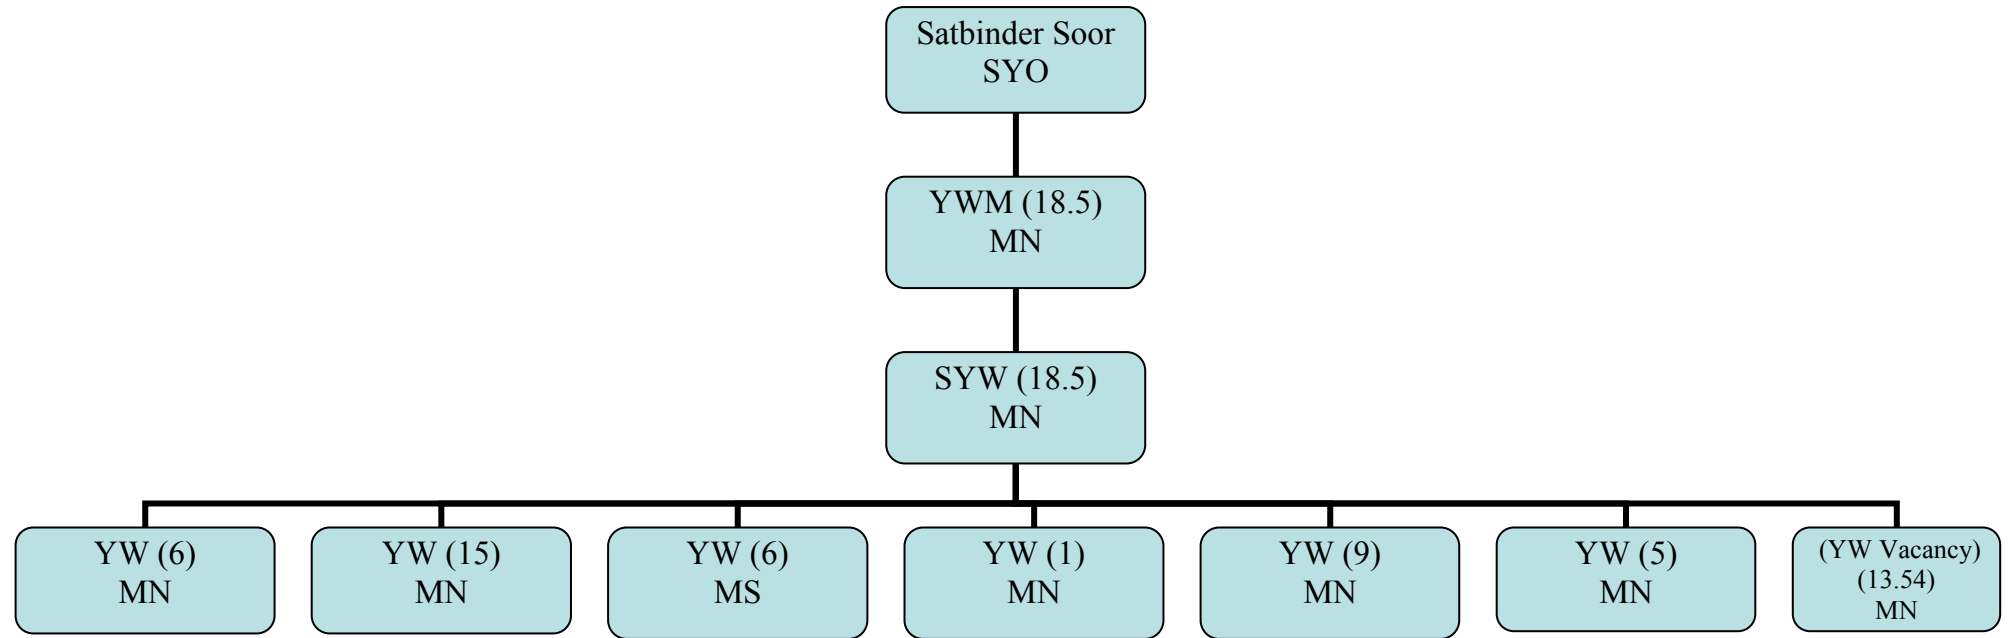 Satbinder Soor
SYO
YWM (18.5)
MN
SYW (18.5)
MN
YW (6)
MN
YW (15)
MN
YW (6)
MS
YW (1)
MN
YW (9)
MN
YW (5)
MN
(YW Vacancy)
(13.54)
MN